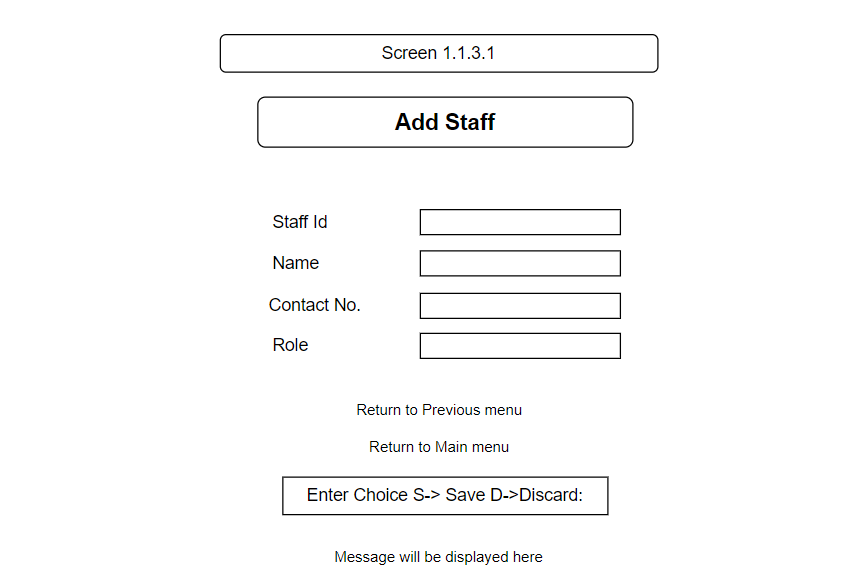 Screen 1.1.3.1
Add Staff
Staff Id
Name
Contact No.
Role
Return to Previous menu
Return to Main menu
Enter Choice S-> Save D->Discard:
Message will be displayed here